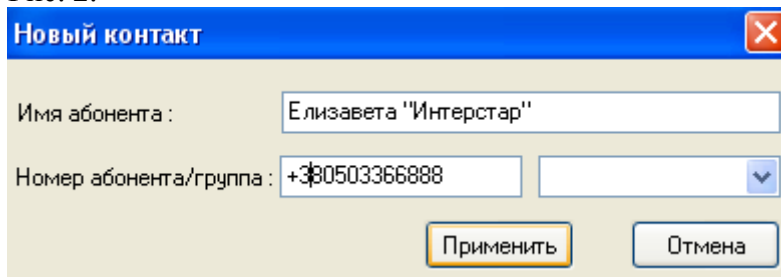 Новый контакт
Имя абонента : Елизавета "Интерстар"
Номер абонента/группа : +380503366888
Применить Отмена